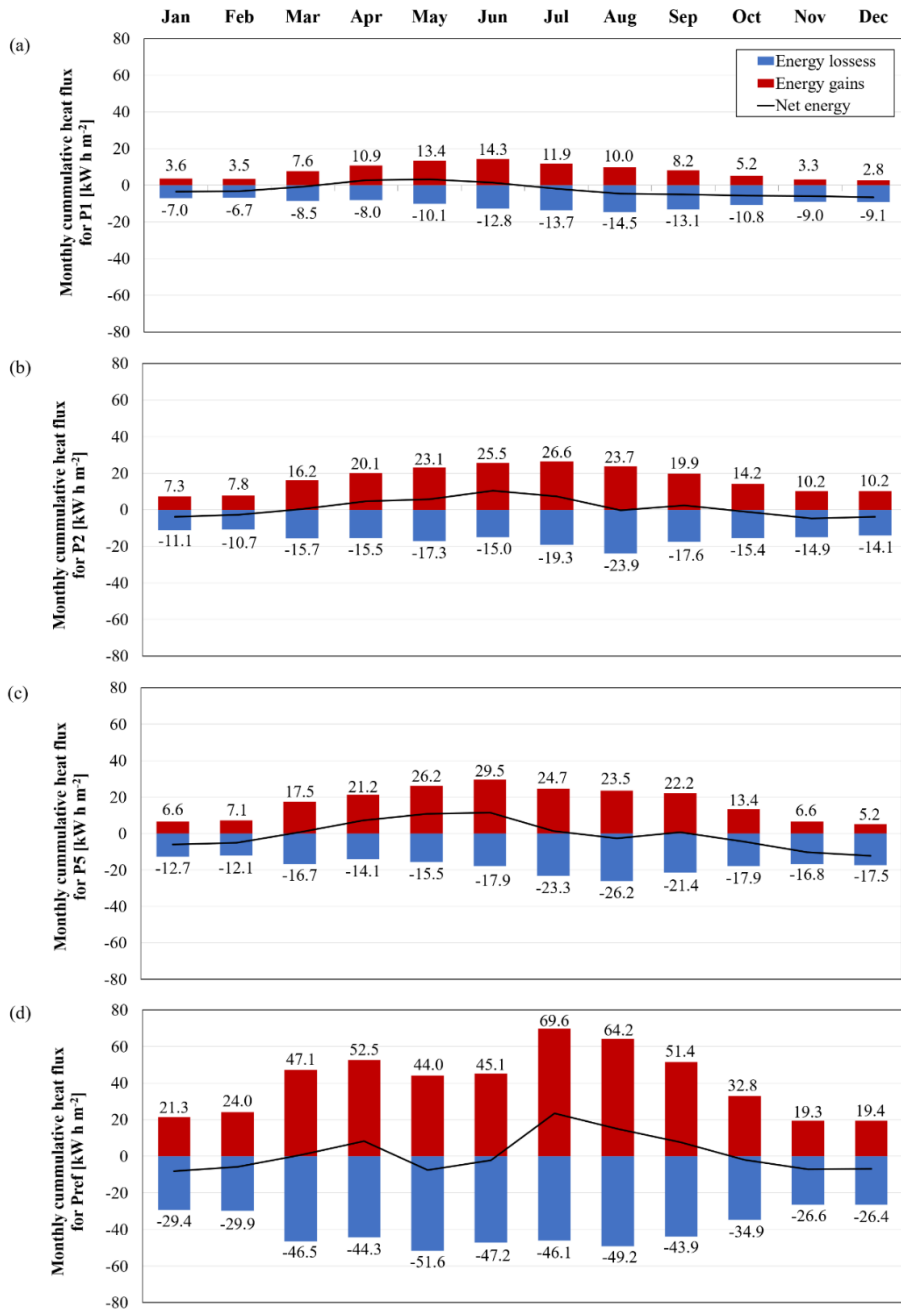 Jan Feb Mar Apr May Jun Jul Aug Sep Oct Nov Dec
(a)
Monthly cummulative heat flux
for P1 [kW h m-2]
80
60
40
20
0
-20
-40
-60
-80
Energy lossess
Energy gains
Net energy
3.6 3.5 7.6 10.9 13.4 14.3 11.9 10.0 8.2 5.2 3.3 2.8
-7.0 -6.7 -8.5 -8.0 -10.1 -12.8 -13.7 -14.5 -13.1 -10.8 -9.0 -9.1
(b)
Monthly cummulative heat flux
for P2 [kW h m-2]
80
60
40
20
0
-20
-40
-60
-80
7.3 7.8 16.2 20.1 23.1 25.5 26.6 23.7 19.9 14.2 10.2 10.2
-11.1 -10.7 -15.7 -15.5 -17.3 -15.0 -19.3 -23.9 -17.6 -15.4 -14.9 -14.1
(c)
Monthly cummulative heat flux
for P5 [kW h m-2]
80
60
40
20
0
-20
-40
-60
-80
6.6 7.1 17.5 21.2 26.2 29.5 24.7 23.5 22.2 13.4 6.6 5.2
-12.7 -12.1 -16.7 -14.1 -15.5 -17.9 -23.3 -26.2 -21.4 -17.9 -16.8 -17.5
(d)
Monthly cummulative heat flux
for Pref [kW h m-2]
80
60
40
20
0
-20
-40
-60
-80
21.3 24.0 47.1 52.5 44.0 45.1 69.6 64.2 51.4 32.8 19.3 19.4
-29.4 -29.9 -46.5 -44.3 -51.6 -47.2 -46.1 -49.2 -43.9 -34.9 -26.6 -26.4